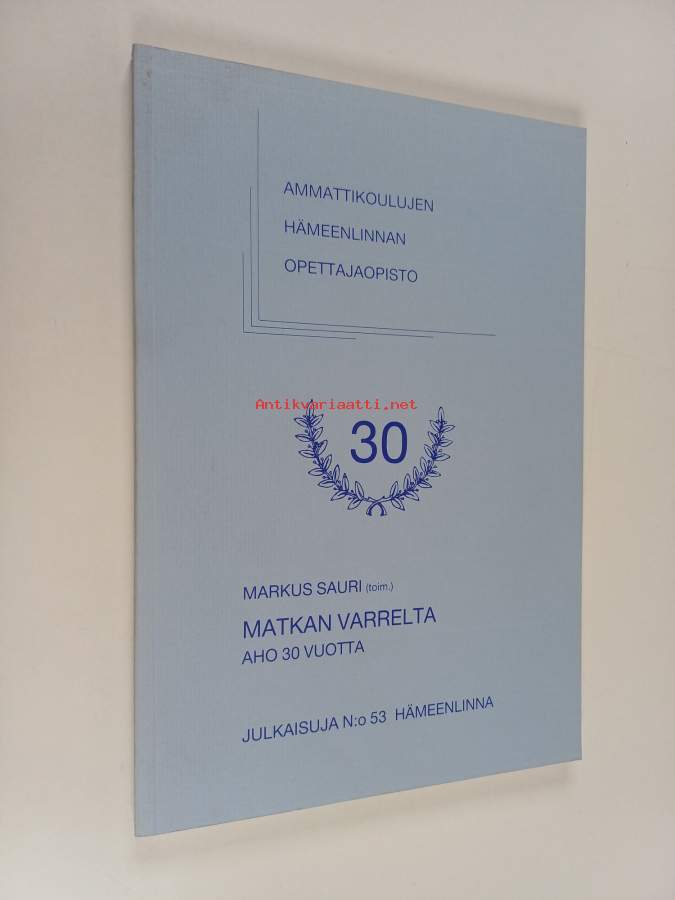 AMMATTIKOULUJEN
HÄMEENLINNAN
OPETTAJAOPISTO
Antikvariaatti.net
30
MARKUS SAURI (toim.)
MATKAN VARRELTA
AHO 30 VUOTTA
JULKAISUJA N:o 53 HÄMEENLINNA